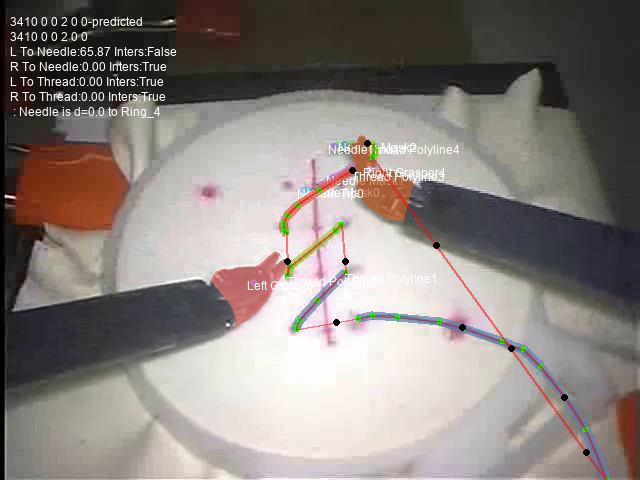 3410 0 0 2 0 0-predicted
3410 0 0 2 0 0
L To Needle:65.87 Inters:False
R To Needle:0.00 Inters:True
L To Thread:0.00 Inters:True
R To Thread:0.00 Inters:True
: Needle is d=0.0 to Ring_4
Polyline4
Right Grasper4
Thread Polyline3
Left
Thread
Thread Polyline1